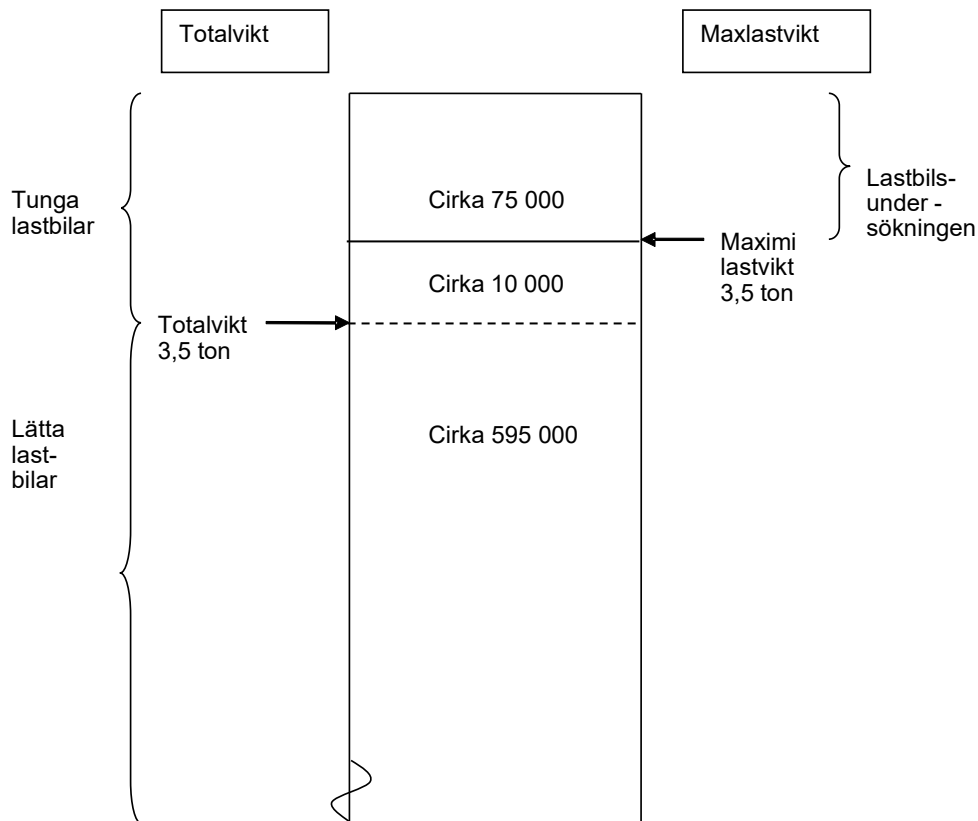 Totalvikt
Maxlastvikt
Tunga
lastbilar
Cirka 75 000
Lastbils-
under -
sökningen
Maximi
lastvikt
3,5 ton
Cirka 10 000
Totalvikt
3,5 ton
Lätta
last-
bilar
Cirka 595 000